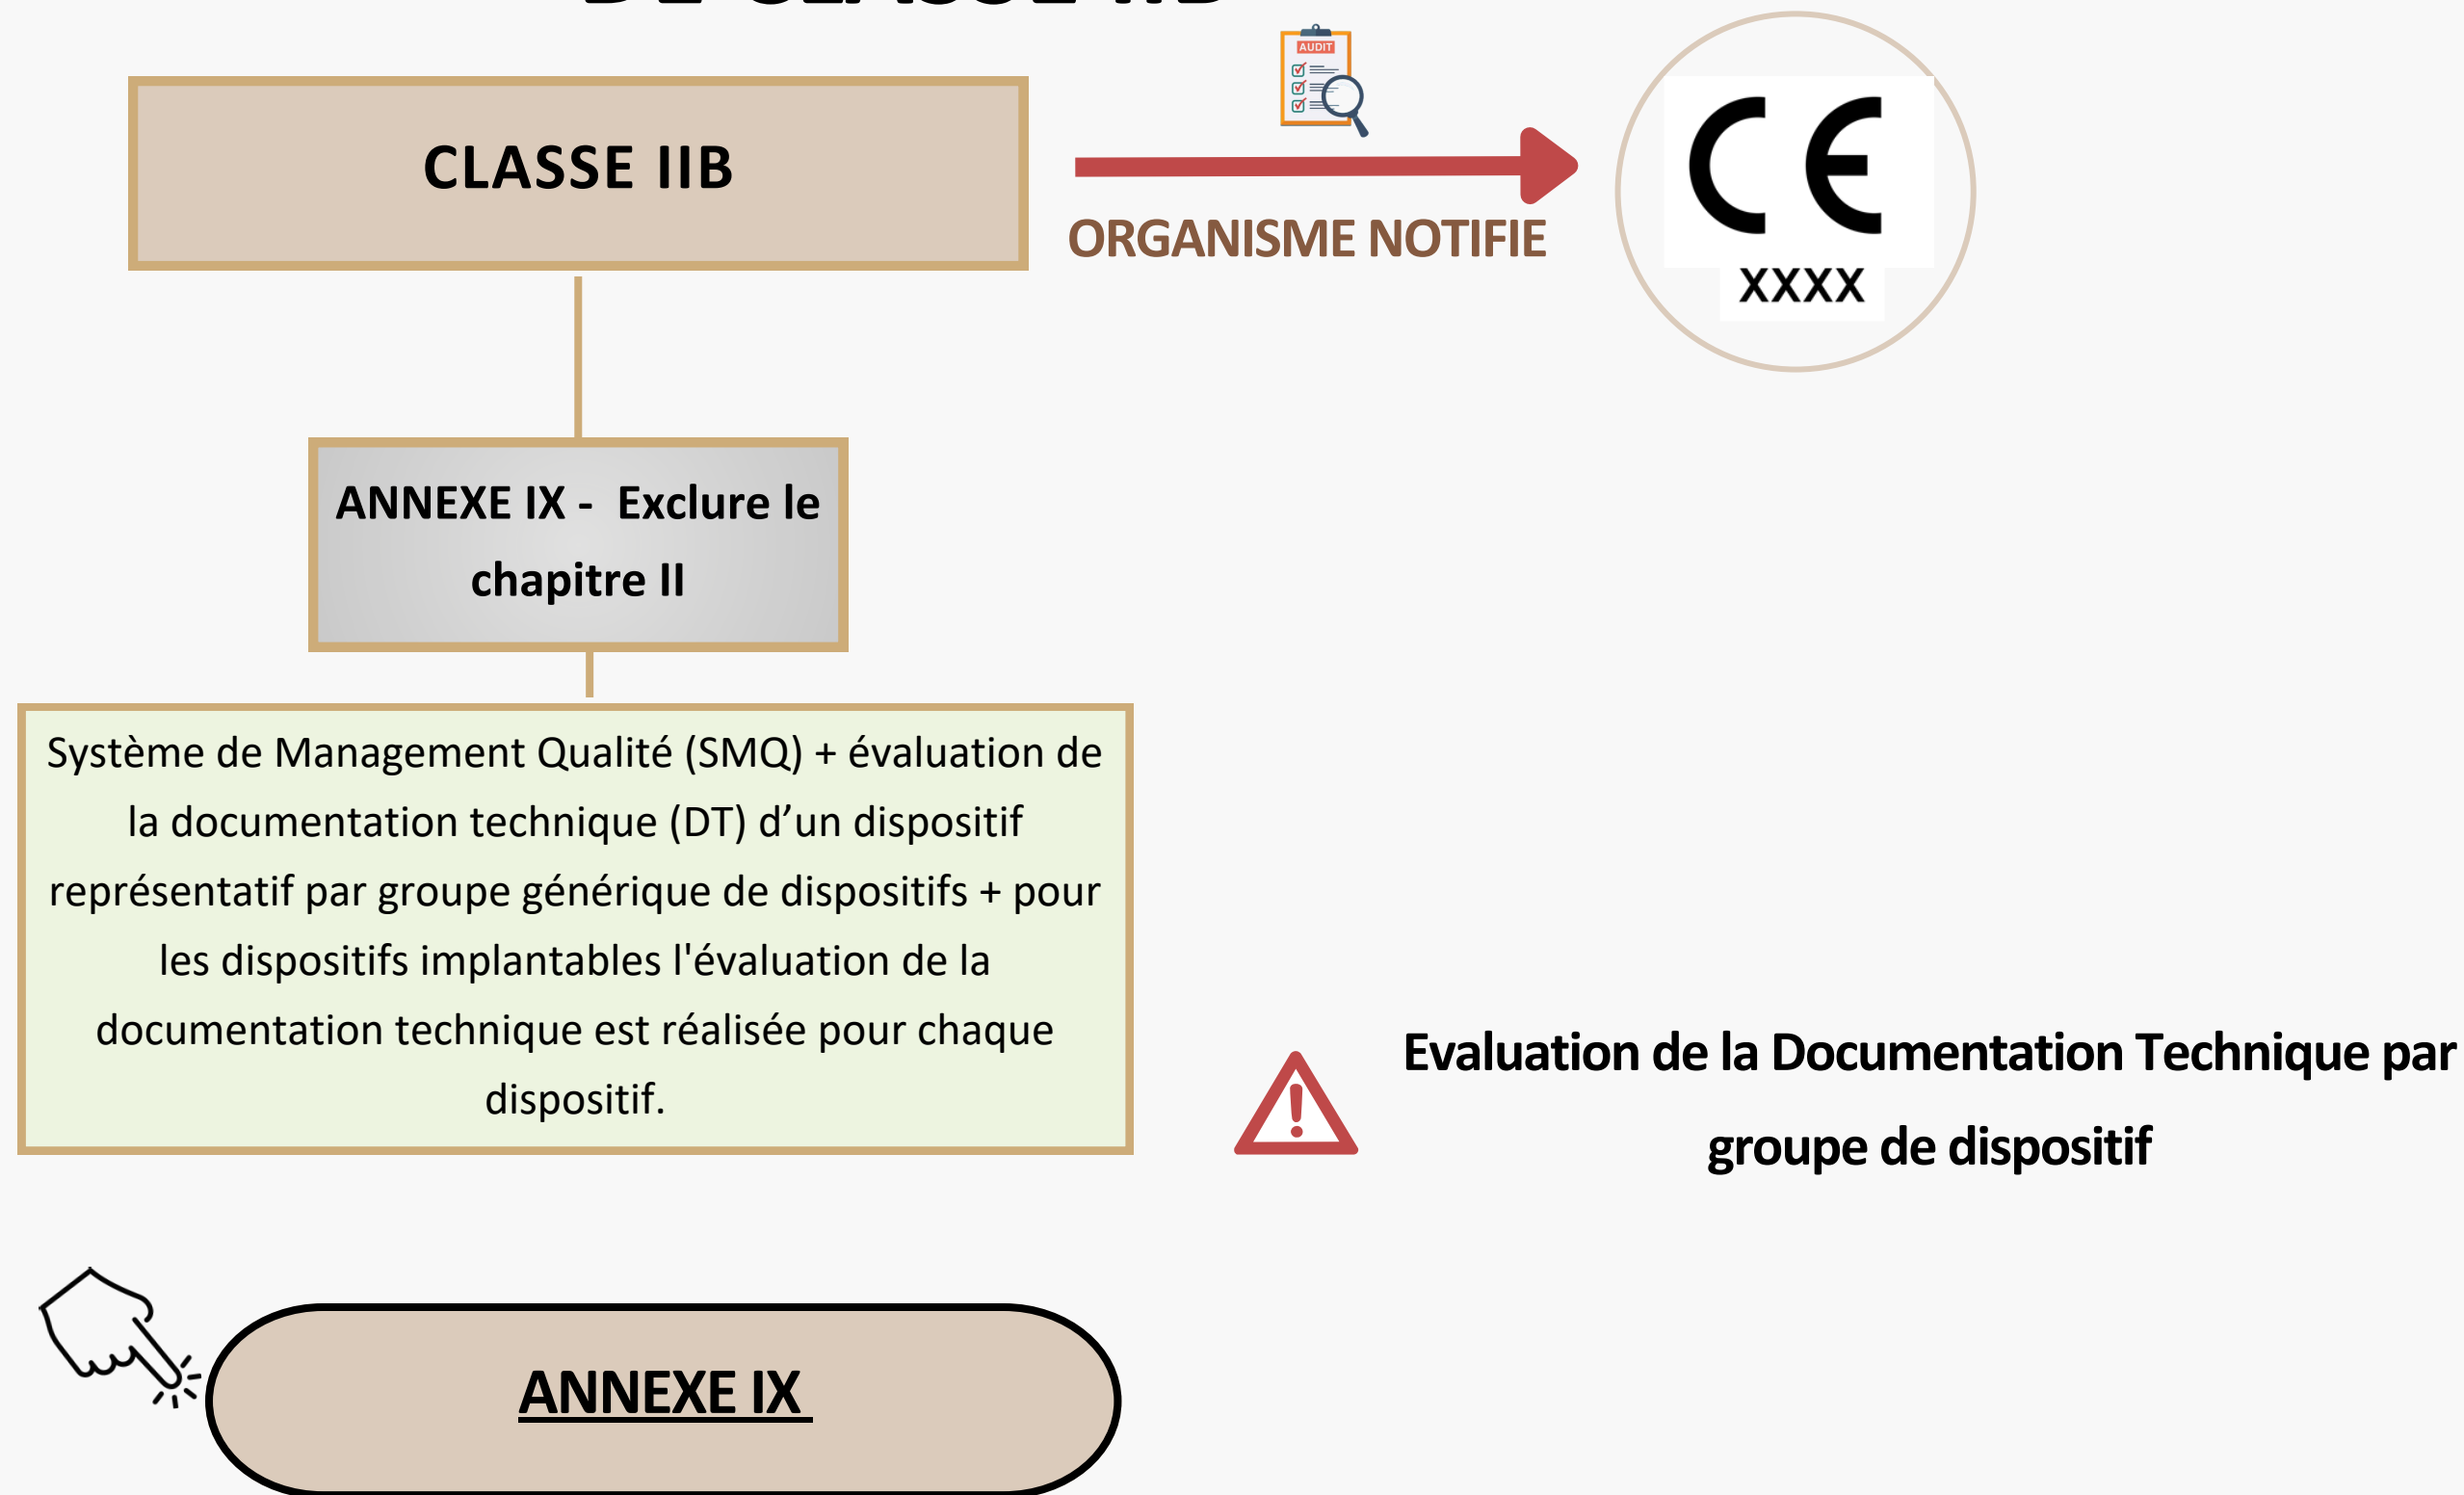 AUDIT
CLASSE IIB
ORGANISME NOTIFIE
CE
XXXX
ANNEXE IX - Exclure le
chapitre II
Système de Management Qualité (SMQ) + évaluation de
la documentation technique (DT) d’un dispositif
représentatif par groupe générique de dispositifs + pour
les dispositifs implantables l'évaluation de la
documentation technique est réalisée pour chaque
dispositif.
Evaluation de la Documentation Technique par
groupe de dispositif
ANNEXE IX